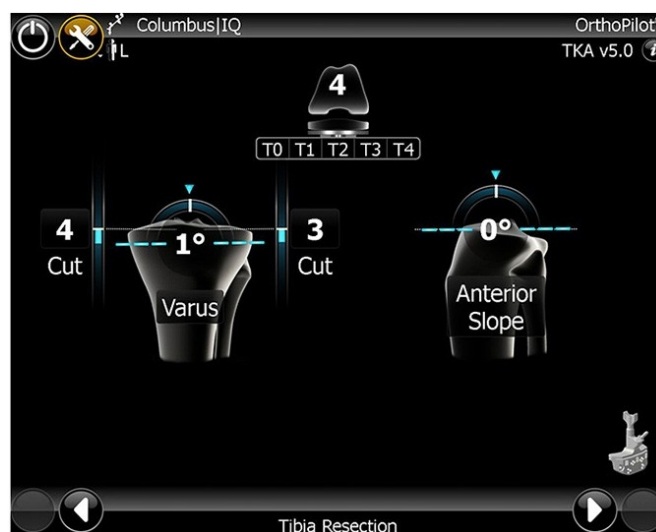 Columbus|IQ
OrthoPilot®
L
TKA v5.0
i
4
T0 T1 T2 T3 T4
4
Cut
1°
Varus
3
Cut
0°
Anterior
Slope
Tibia Resection